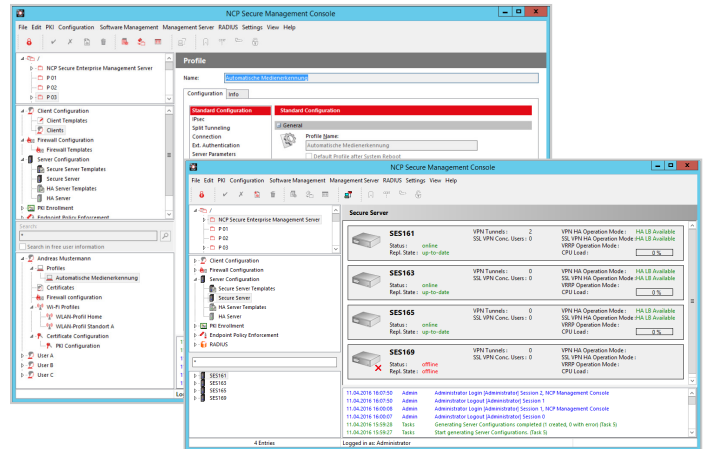 NCP Secure Management Console
File Edit PKI Configuration Software Management Management Server RADIUS Settings View Help
/
NCP Secure Enterprise Management Server
P 01
P 02
P 03
Client Configuration
Client Templates
Clients
Firewall Configuration
Firewall Templates
Server Configuration
Secure Server Templates
Secure Server
HA Server Templates
HA Server
PKI Enrollment
Endpoint Policy Enforcement
Search:
*
Search in free user information
Andreas Mustermann
Profiles
Automatische Medienerkennung
Certificates
Firewall configuration
Wi-Fi Profiles
WLAN-Profil Home
WLAN-Profil Standort A
Certificate Configuration
PKI Configuration
User A
User B
User C
Profile
Name: Automatische Medienerkennung
Configuration Info
Standard Configuration
IPsec
Split Tunneling
Connection
Ext. Authentication
Server Parameters
Standard Configuration
General
Profile Name:
Automatische Medienerkennung
Default Profile after System Reboot
NCP Secure Management Console
File Edit PKI Configuration Software Management Management Server RADIUS Settings View Help
/
NCP Secure Enterprise Management Server
P 01
P 02
P 03
Client Configuration
Firewall Configuration
Server Configuration
Secure Server Templates
Secure Server
HA Server Templates
HA Server
PKI Enrollment
Endpoint Policy Enforcement
RADIUS
*
SES161
SES163
SES165
SES169
4 Entries
Secure Server
SES161 VPN Tunnels: 2 VPN HA Operation Mode: HA LB Available
SSL VPN Conc. Users: 0 SSL VPN HA Operation Mode: HA LB Available
Status: online VRRP Operation Mode:
Repl. State: up-to-date CPU Load: 0 %
SES163 VPN Tunnels: 0 VPN HA Operation Mode: HA LB Available
SSL VPN Conc. Users: 0 SSL VPN HA Operation Mode: HA LB Available
Status: online VRRP Operation Mode:
Repl. State: up-to-date CPU Load: 0 %
SES165 VPN Tunnels: 0 VPN HA Operation Mode: HA LB Available
SSL VPN Conc. Users: 0 SSL VPN HA Operation Mode: HA LB Available
Status: online VRRP Operation Mode:
Repl. State: up-to-date CPU Load: 0 %
SES169 VPN Tunnels: 0 VPN HA Operation Mode:
SSL VPN Conc. Users: 0 SSL VPN HA Operation Mode:
Status: offline VRRP Operation Mode:
Repl. State: offline CPU Load:
11.04.2016 16:07:50 Admin Administrator Login [Administrator] Session 2, NCP Management Console
11.04.2016 16:07:50 Admin Administrator Logout [Administrator] Session 1
11.04.2016 16:00:08 Admin Administrator Login [Administrator] Session 1, NCP Management Console
11.04.2016 16:00:07 Admin Administrator Logout [Administrator] Session 0
11.04.2016 15:59:28 Tasks Generating Server Configurations completed (1 created, 0 with error) (Task 5)
11.04.2016 15:59:27 Tasks Start generating Server Configurations. (Task 5)
Logged in as: Administrator